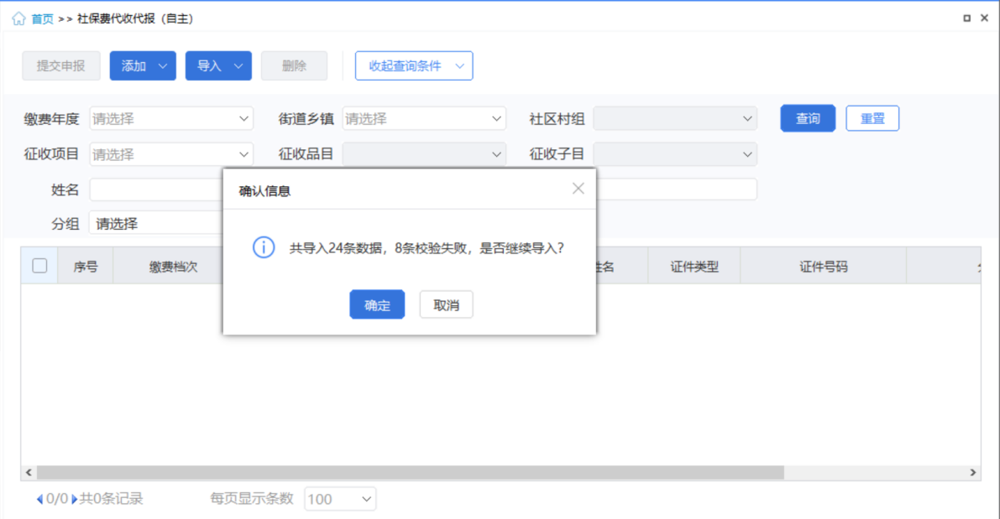 首页 >> 社保费代收代报（自主）
提交申报 添加 导入 删除 收起查询条件
缴费年度 请选择 街道乡镇 请选择 社区村组 查询 重置
征收项目 请选择 征收品目 征收子目
姓名
分组 请选择
确认信息
共导入24条数据，8条校验失败，是否继续导入？
确定 取消
序号 缴费档次 姓名 证件类型 证件号码
0/0 共0条记录 每页显示条数 100